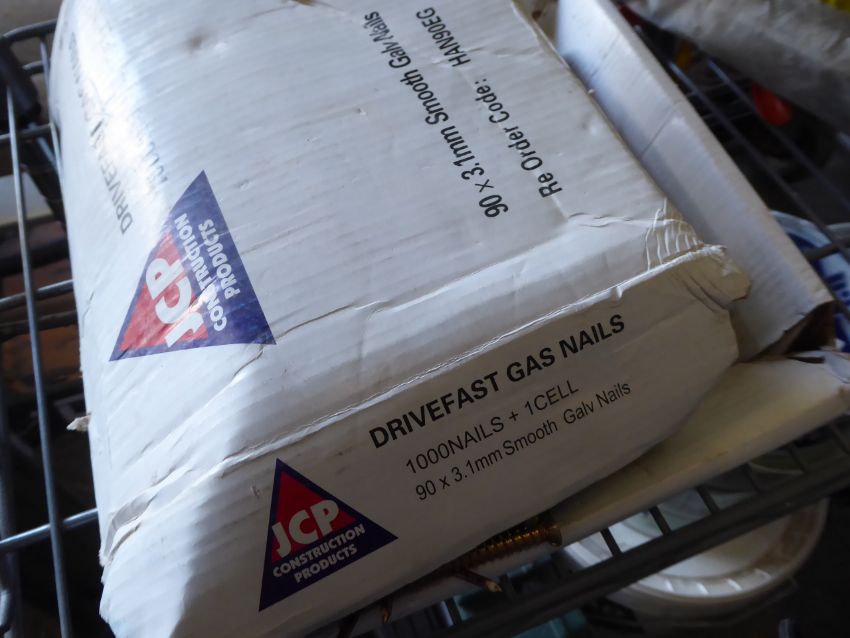 90 x 3.1mm Smooth Galv Nails
Re Order Code: HAN90EG
JCP
CONSTRUCTION
PRODUCTS
DRIVEFAST GAS NAILS
1000NAILS + 1CELL
90 x 3.1mm Smooth Galv Nails
JCP
CONSTRUCTION
PRODUCTS